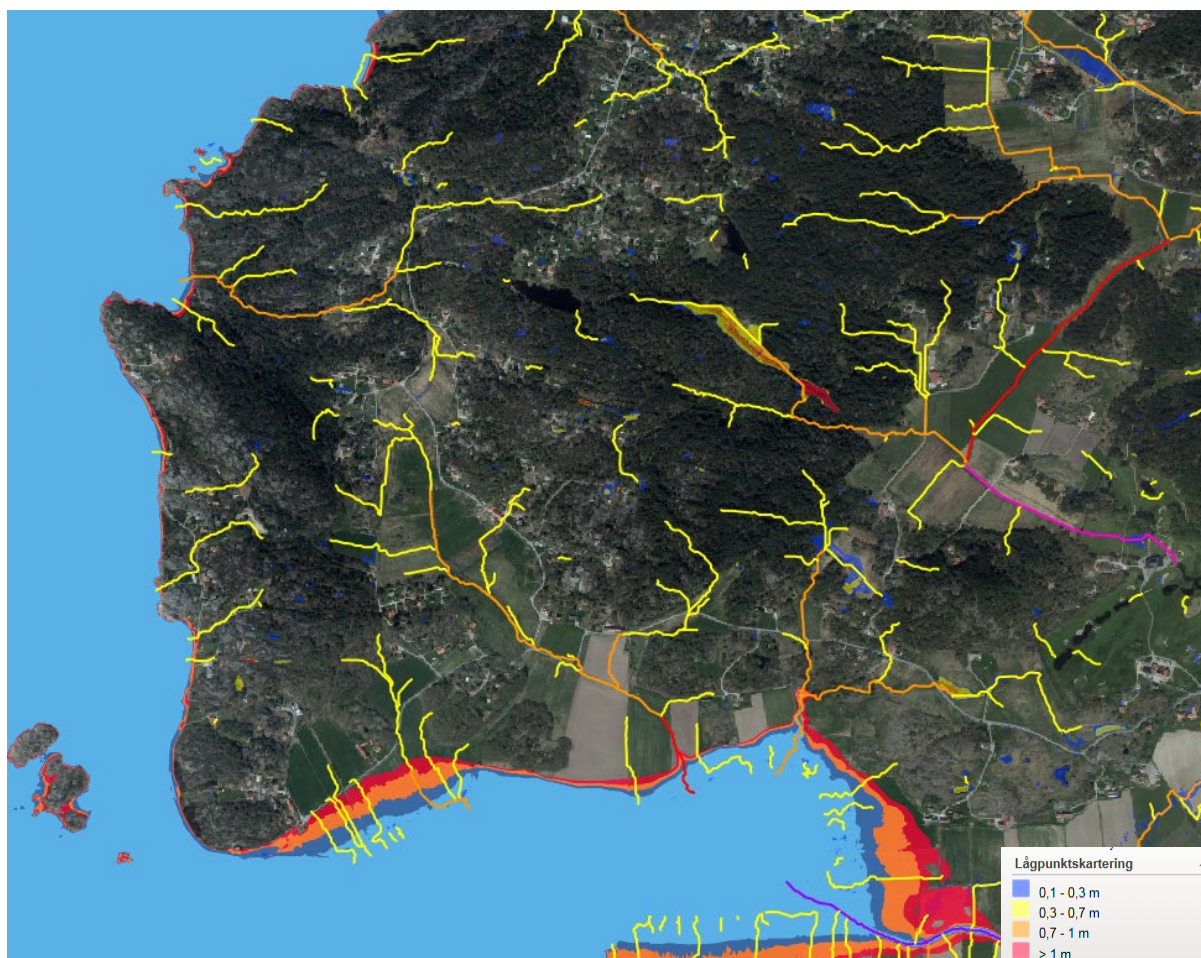 Lågpunktskartering
0,1 - 0,3 m
0,3 - 0,7 m
0,7 - 1 m
> 1 m